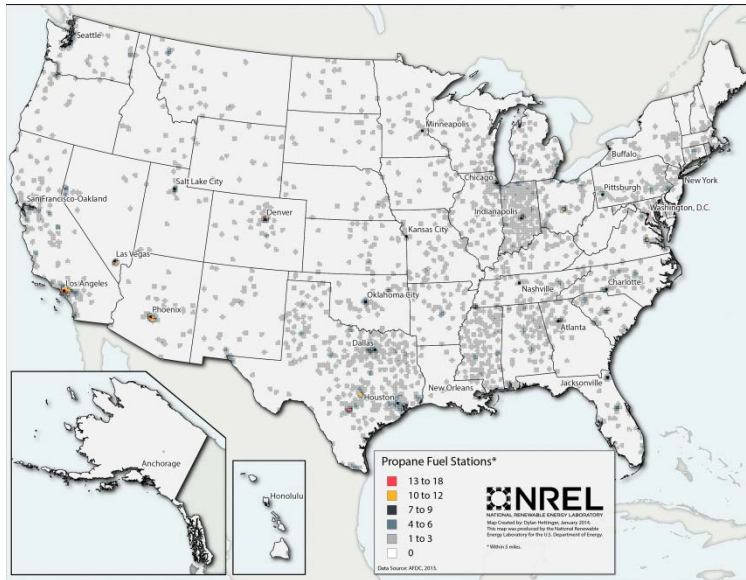 Seattle
Minneapolis
Buffalo
Chicago
Salt Lake City
Pittsburgh
New York
SanFrancisco-Oakland
Denver
Indianapolis
Washington, D.C.
Kansas City
Las Vegas
Los Angeles
Nashville
Charlotte
Oklahoma City
Phoenix
Atlanta
Dallas
Jacksonville
New Orleans
Houston
Anchorage
Honolulu
Propane Fuel Stations*
13 to 18
10 to 12
7 to 9
4 to 6
1 to 3
0
Data Source: AFDC, 2015.
NREL
NATIONAL RENEWABLE ENERGY LABORATORY
Map Created by: Dylan Hettinger, January 2014.
This map was produced by the National Renewable
Energy Laboratory for the U.S. Department of Energy.
* Within 5 miles.